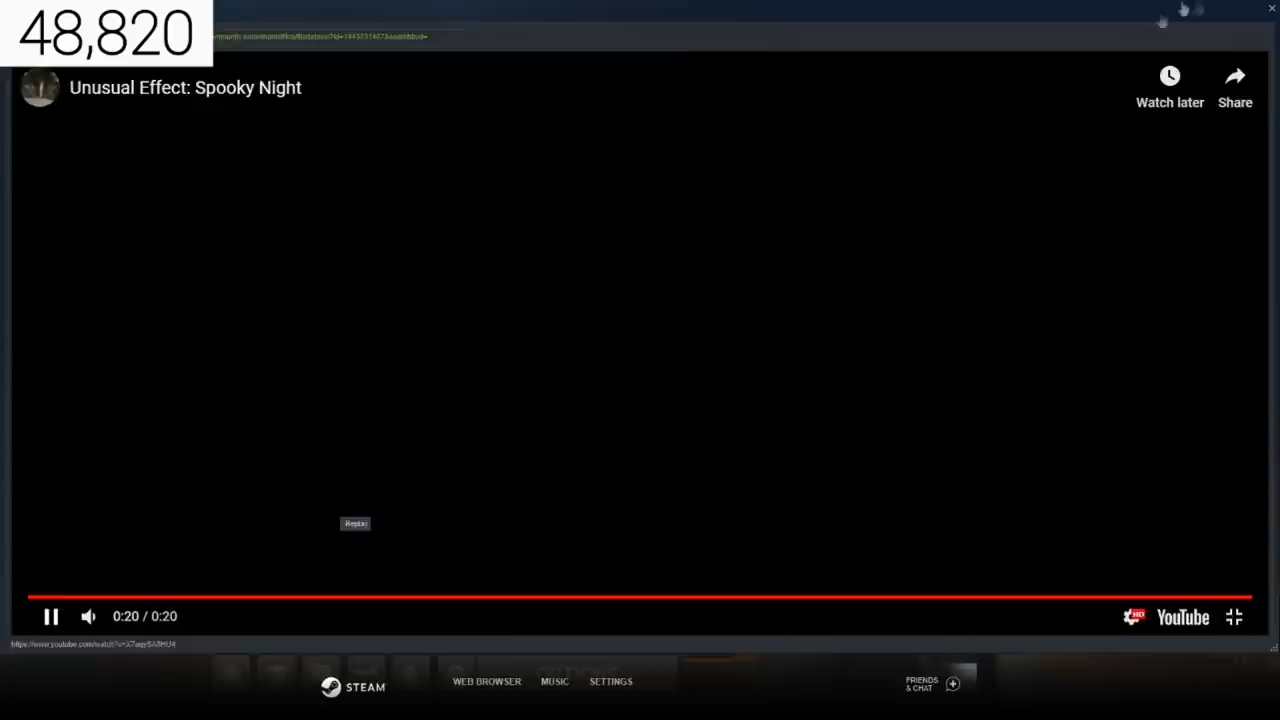 48,820
Unusual Effect: Spooky Night
Watch later
Share
Replay
0:20 / 0:20
HD
YouTube
STEAM
WEB BROWSER
MUSIC
SETTINGS
FRIENDS
& CHAT